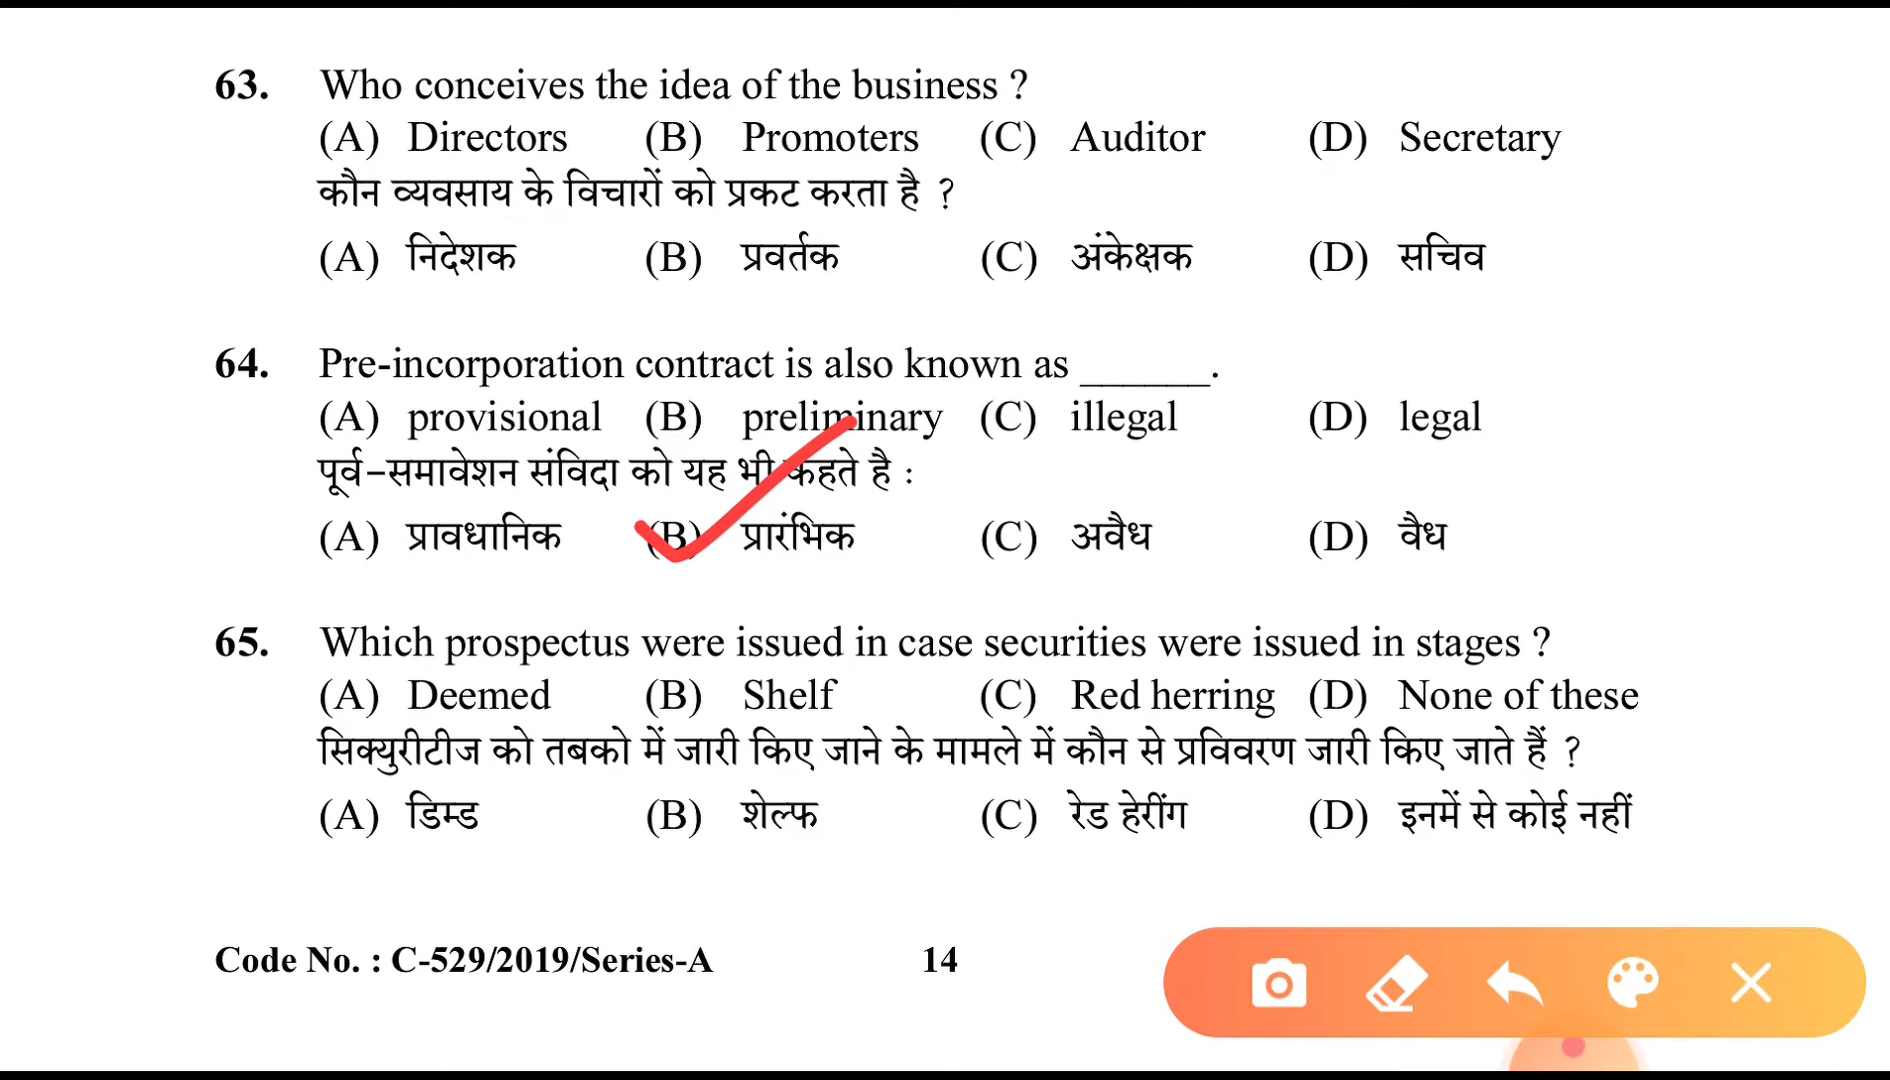 63. Who conceives the idea of the business ?
(A) Directors (B) Promoters (C) Auditor (D) Secretary
कौन व्यवसाय के विचारों को प्रकट करता है ?
(A) निदेशक (B) प्रवर्तक (C) अंकेक्षक (D) सचिव
64. Pre-incorporation contract is also known as ______.
(A) provisional (B) preliminary (C) illegal (D) legal
पूर्व-समावेशन संविदा को यह भी कहते है :
(A) प्रावधानिक (B) प्रारंभिक (C) अवैध (D) वैध
65. Which prospectus were issued in case securities were issued in stages ?
(A) Deemed (B) Shelf (C) Red herring (D) None of these
सिक्युरीटीज को तबको में जारी किए जाने के मामले में कौन से प्रविवरण जारी किए जाते हैं ?
(A) डिम्ड (B) शेल्फ (C) रेड हेरींग (D) इनमें से कोई नहीं
Code No. : C-529/2019/Series-A 14